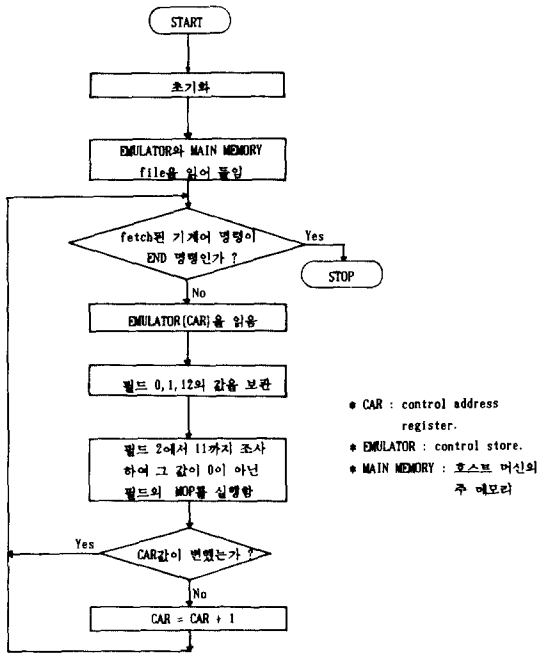 START
초기화
EMULATOR와 MAIN MEMORY
file을 읽어 들임
fetch된 기계어 명령이
END 명령인가 ?
Yes
STOP
No
EMULATOR[CAR]을 읽음
필드 0,1,12의 값을 보관
필드 2에서 11까지 조사
하여 그 값이 0이 아닌
필드의 MOP를 실행함
* CAR : control address
register.
* EMULATOR : control store.
* MAIN MEMORY : 호스트 머신의
주 메모리
Yes
CAR값이 변했는가 ?
No
CAR = CAR + 1